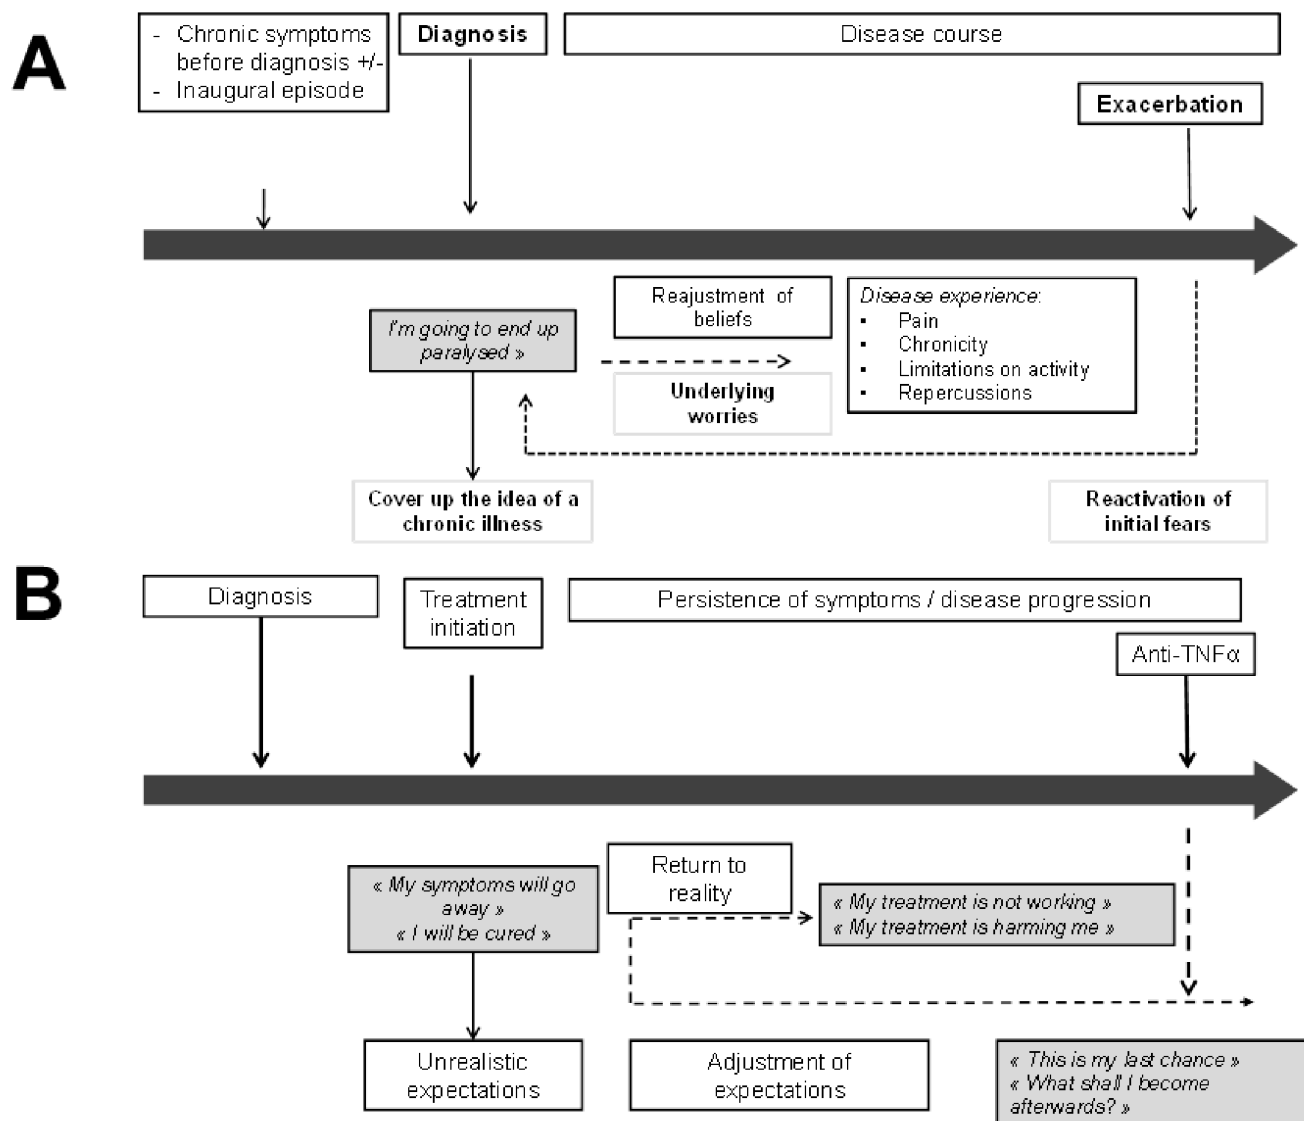 A
- Chronic symptoms
before diagnosis +/-
- Inaugural episode
Diagnosis
Disease course
Exacerbation
I'm going to end up
paralysed »
Reajustment of
beliefs
Underlying
worries
Disease experience:
▪ Pain
▪ Chronicity
▪ Limitations on activity
▪ Repercussions
Cover up the idea of a
chronic illness
Reactivation of
initial fears
B
Diagnosis
Treatment
initiation
Persistence of symptoms / disease progression
Anti-TNFα
« My symptoms will go
away »
« I will be cured »
Return to
reality
« My treatment is not working »
« My treatment is harming me »
Unrealistic
expectations
Adjustment of
expectations
« This is my last chance »
« What shall I become
afterwards? »